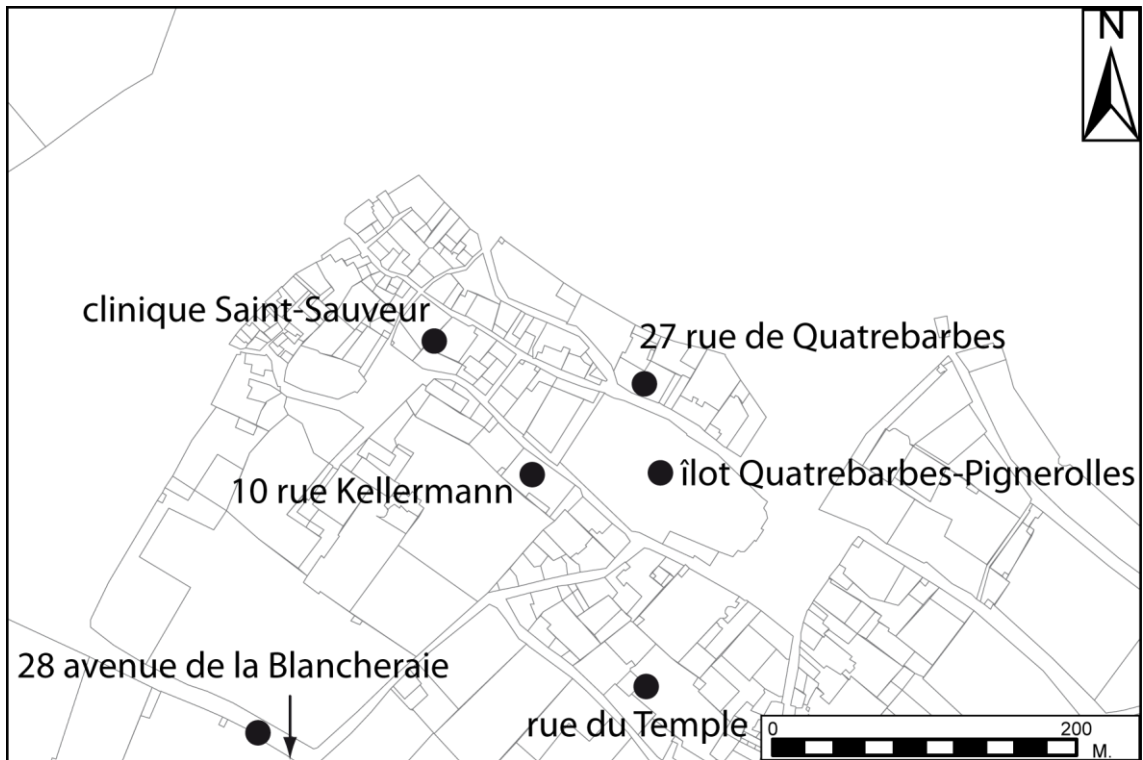 N
clinique Saint-Sauveur
27 rue de Quatrebarbes
10 rue Kellermann
îlot Quatrebarbes-Pignerolles
28 avenue de la Blancheraie
rue du Temple
0 200
M.